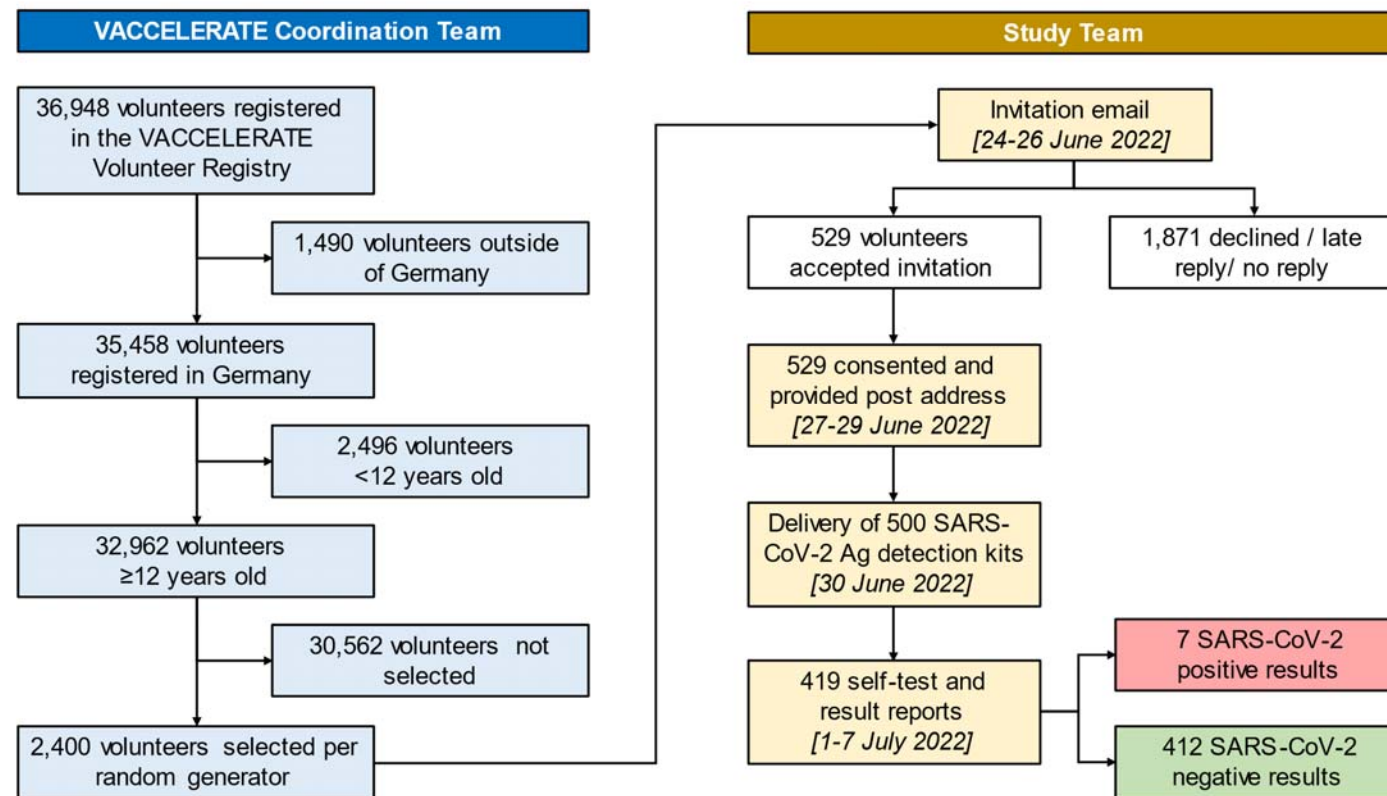 VACCELERATE Coordination Team
36,948 volunteers registered
in the VACCELERATE
Volunteer Registry
1,490 volunteers outside
of Germany
35,458 volunteers
registered in Germany
2,496 volunteers
<12 years old
32,962 volunteers
≥12 years old
30,562 volunteers not
selected
2,400 volunteers selected per
random generator
Study Team
Invitation email
[24-26 June 2022]
529 volunteers
accepted invitation
1,871 declined / late
reply/ no reply
529 consented and
provided post address
[27-29 June 2022]
Delivery of 500 SARS-
CoV-2 Ag detection kits
[30 June 2022]
419 self-test and
result reports
[1-7 July 2022]
7 SARS-CoV-2
positive results
412 SARS-CoV-2
negative results